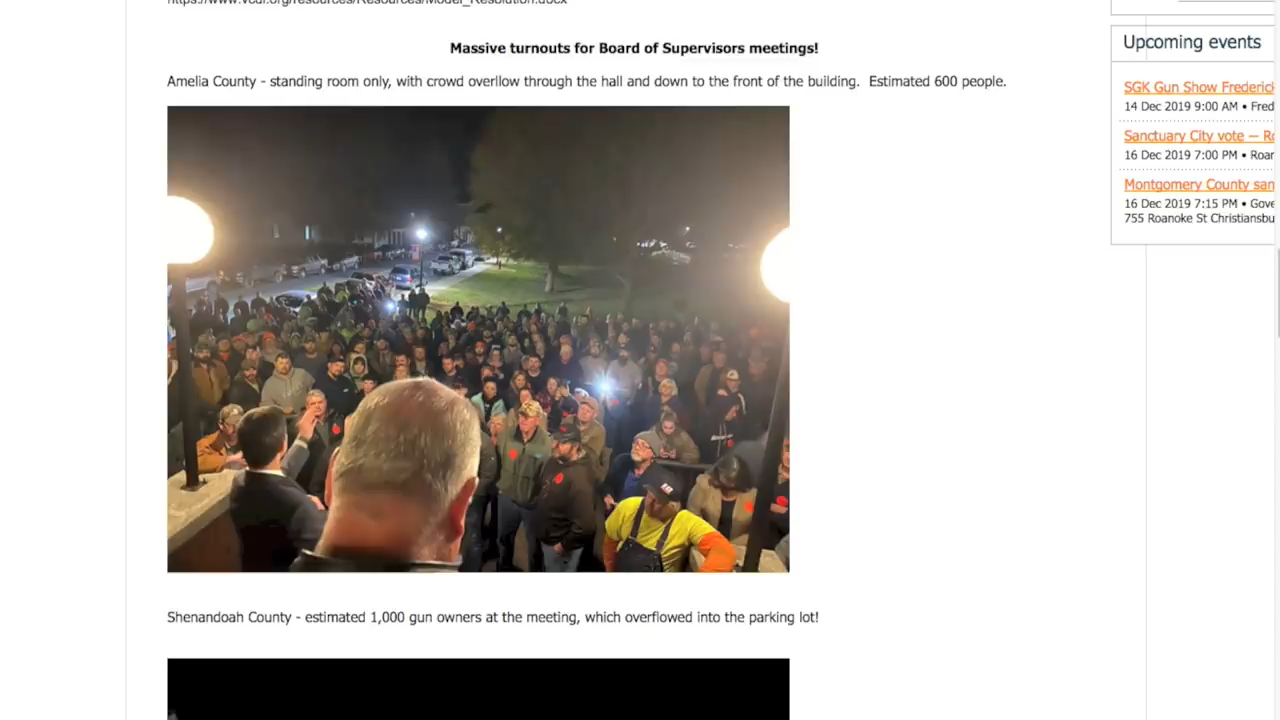 Massive turnouts for Board of Supervisors meetings!
Amelia County - standing room only, with crowd overllow through the hall and down to the front of the building. Estimated 600 people.
Shenandoah County - estimated 1,000 gun owners at the meeting, which overflowed into the parking lot!
Upcoming events
SGK Gun Show Frederick
14 Dec 2019 9:00 AM • Fred
Sanctuary City vote — Ro
16 Dec 2019 7:00 PM • Roar
Montgomery County san
16 Dec 2019 7:15 PM • Gove
755 Roanoke St Christiansbu